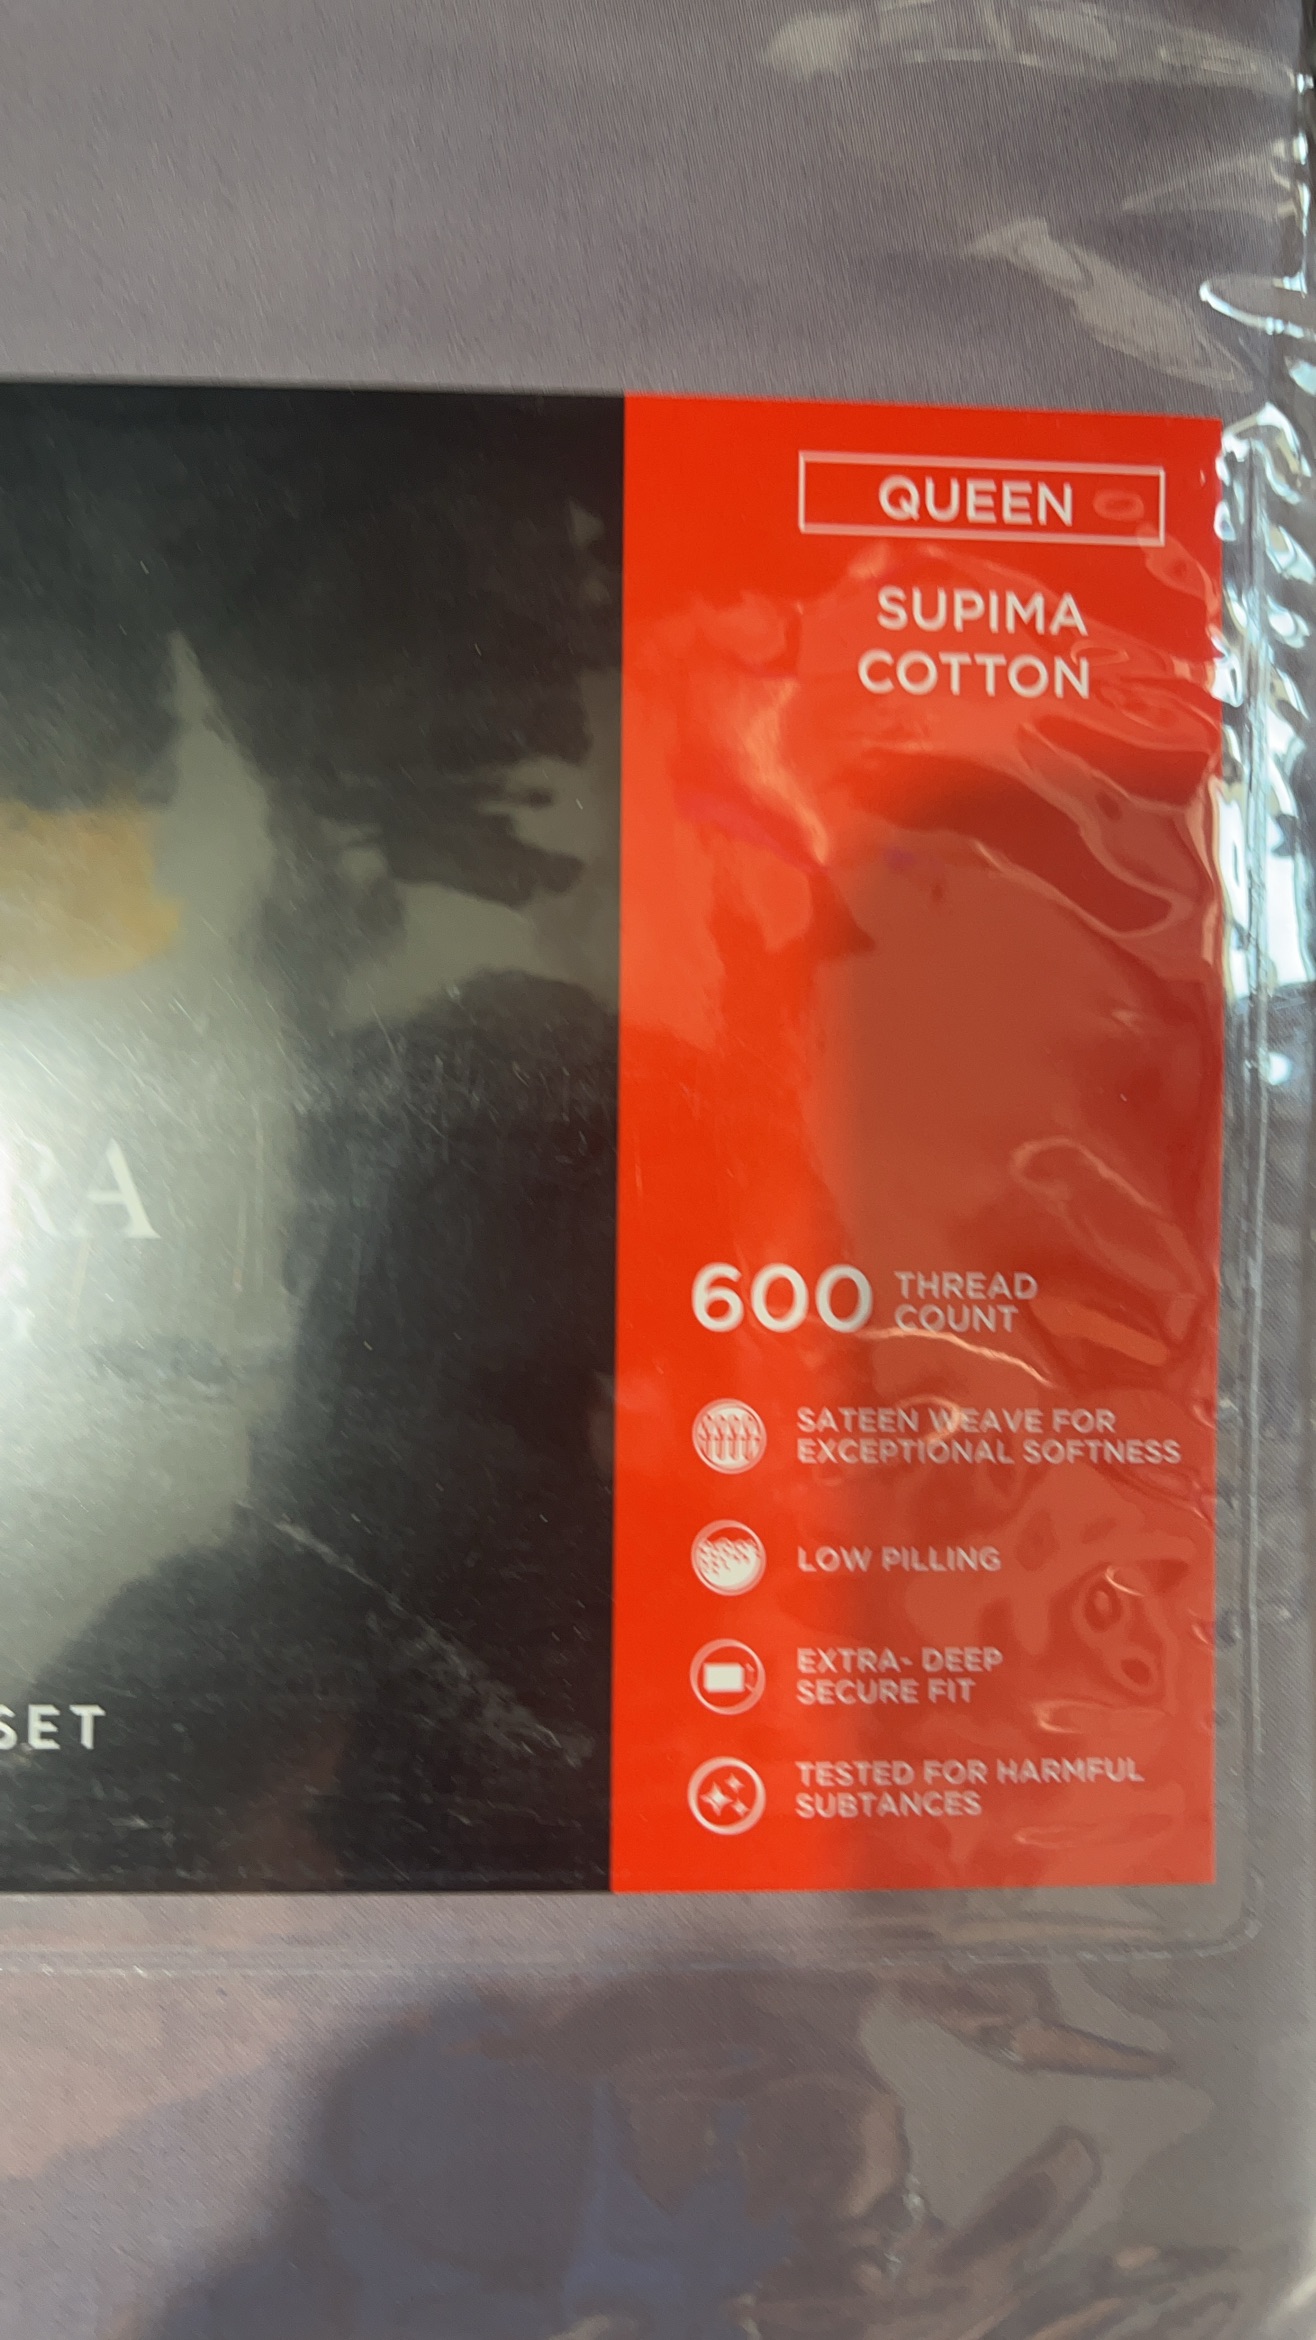 QUEEN
SUPIMA
COTTON
RA
SET
600 THREAD
COUNT
SATEEN WEAVE FOR
EXCEPTIONAL SOFTNESS
LOW PILLING
EXTRA- DEEP
SECURE FIT
TESTED FOR HARMFUL
SUBTANCES